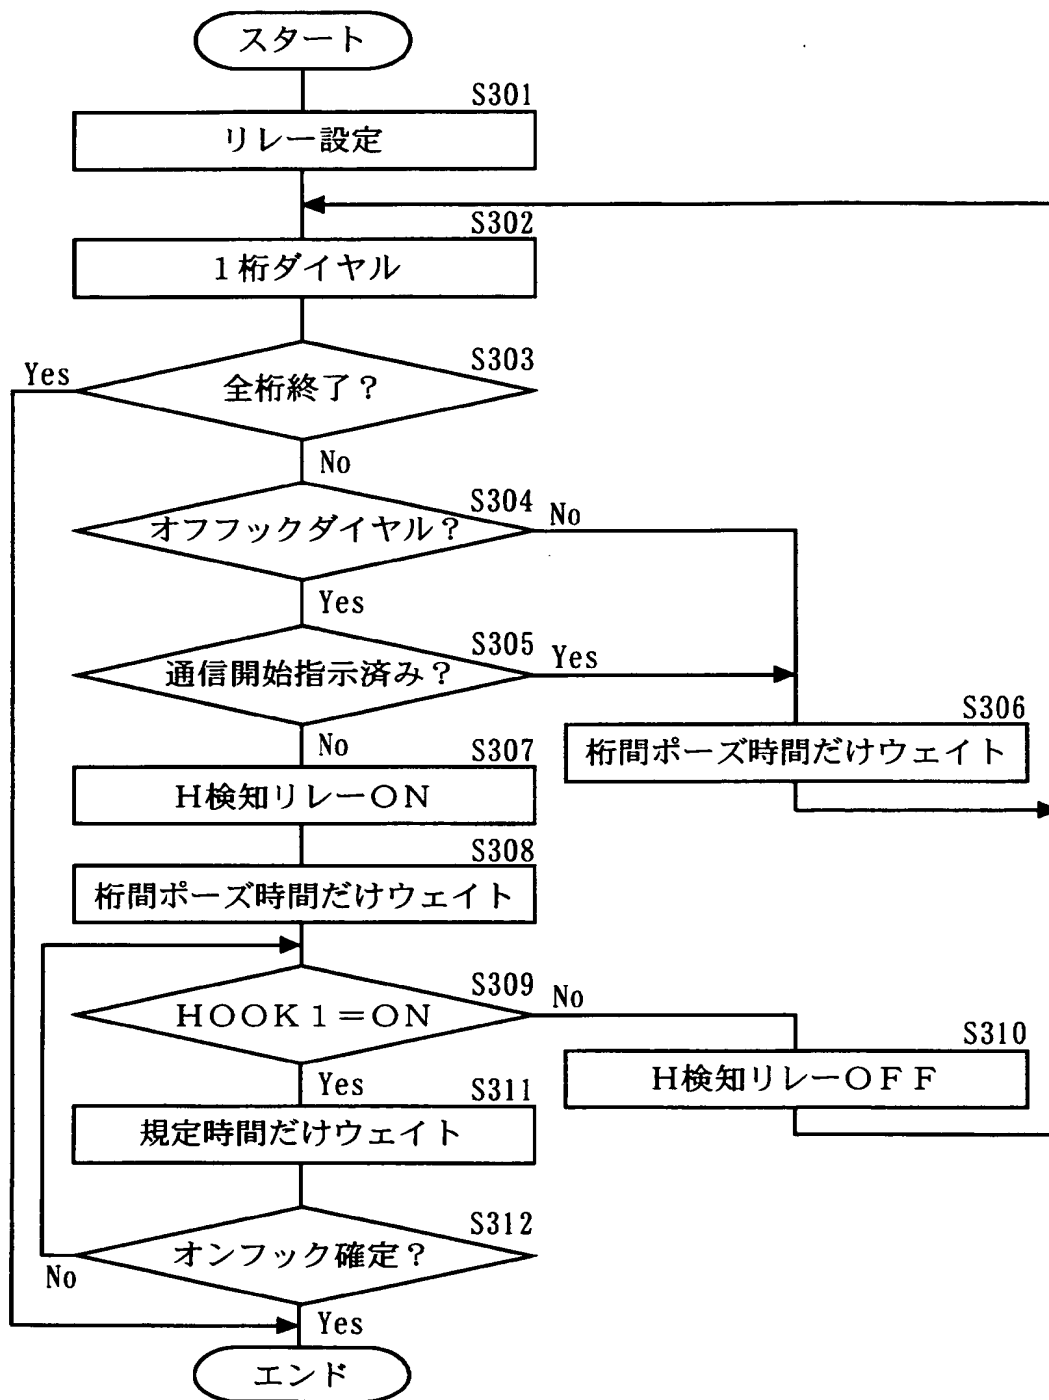 スタート
S301
リレー設定
S302
1桁ダイヤル
S303
Yes
全桁終了?
No
S304
No
オフフックダイヤル?
Yes
S305
Yes
通信開始指示済み?
S306
桁間ポーズ時間だけウェイト
No
S307
H検知リレーON
S308
桁間ポーズ時間だけウェイト
S309
No
HOOK1=ON
S310
H検知リレーOFF
Yes
S311
規定時間だけウェイト
S312
オンフック確定?
No
Yes
エンド